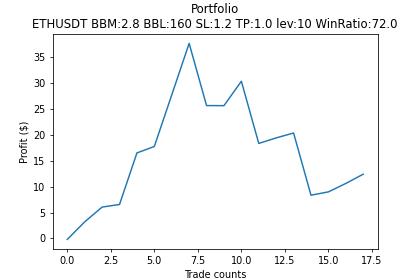 Portfolio
ETHUSDT BBM:2.8 BBL:160 SL:1.2 TP:1.0 lev:10 WinRatio:72.0
35
30
25
20
15
10
5
0
Profit ($)
0.0 2.5 5.0 7.5 10.0 12.5 15.0 17.5
Trade counts